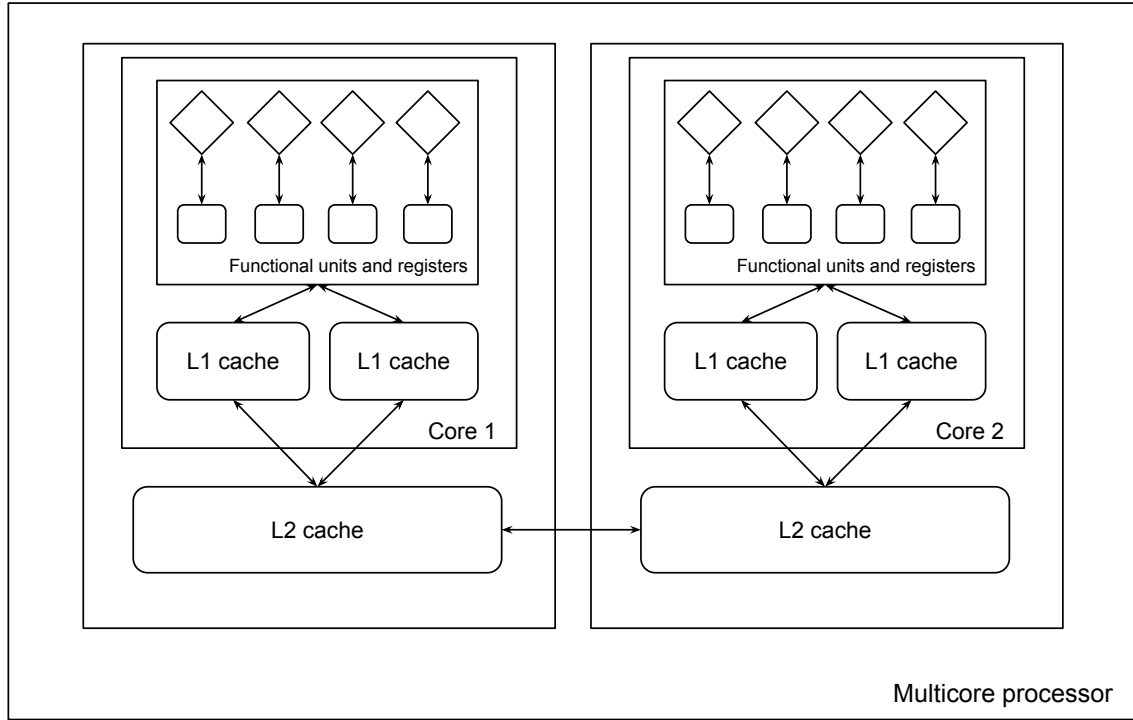 Functional units and registers
L1 cache
L1 cache
Core 1
L2 cache
Functional units and registers
L1 cache
L1 cache
Core 2
L2 cache
Multicore processor